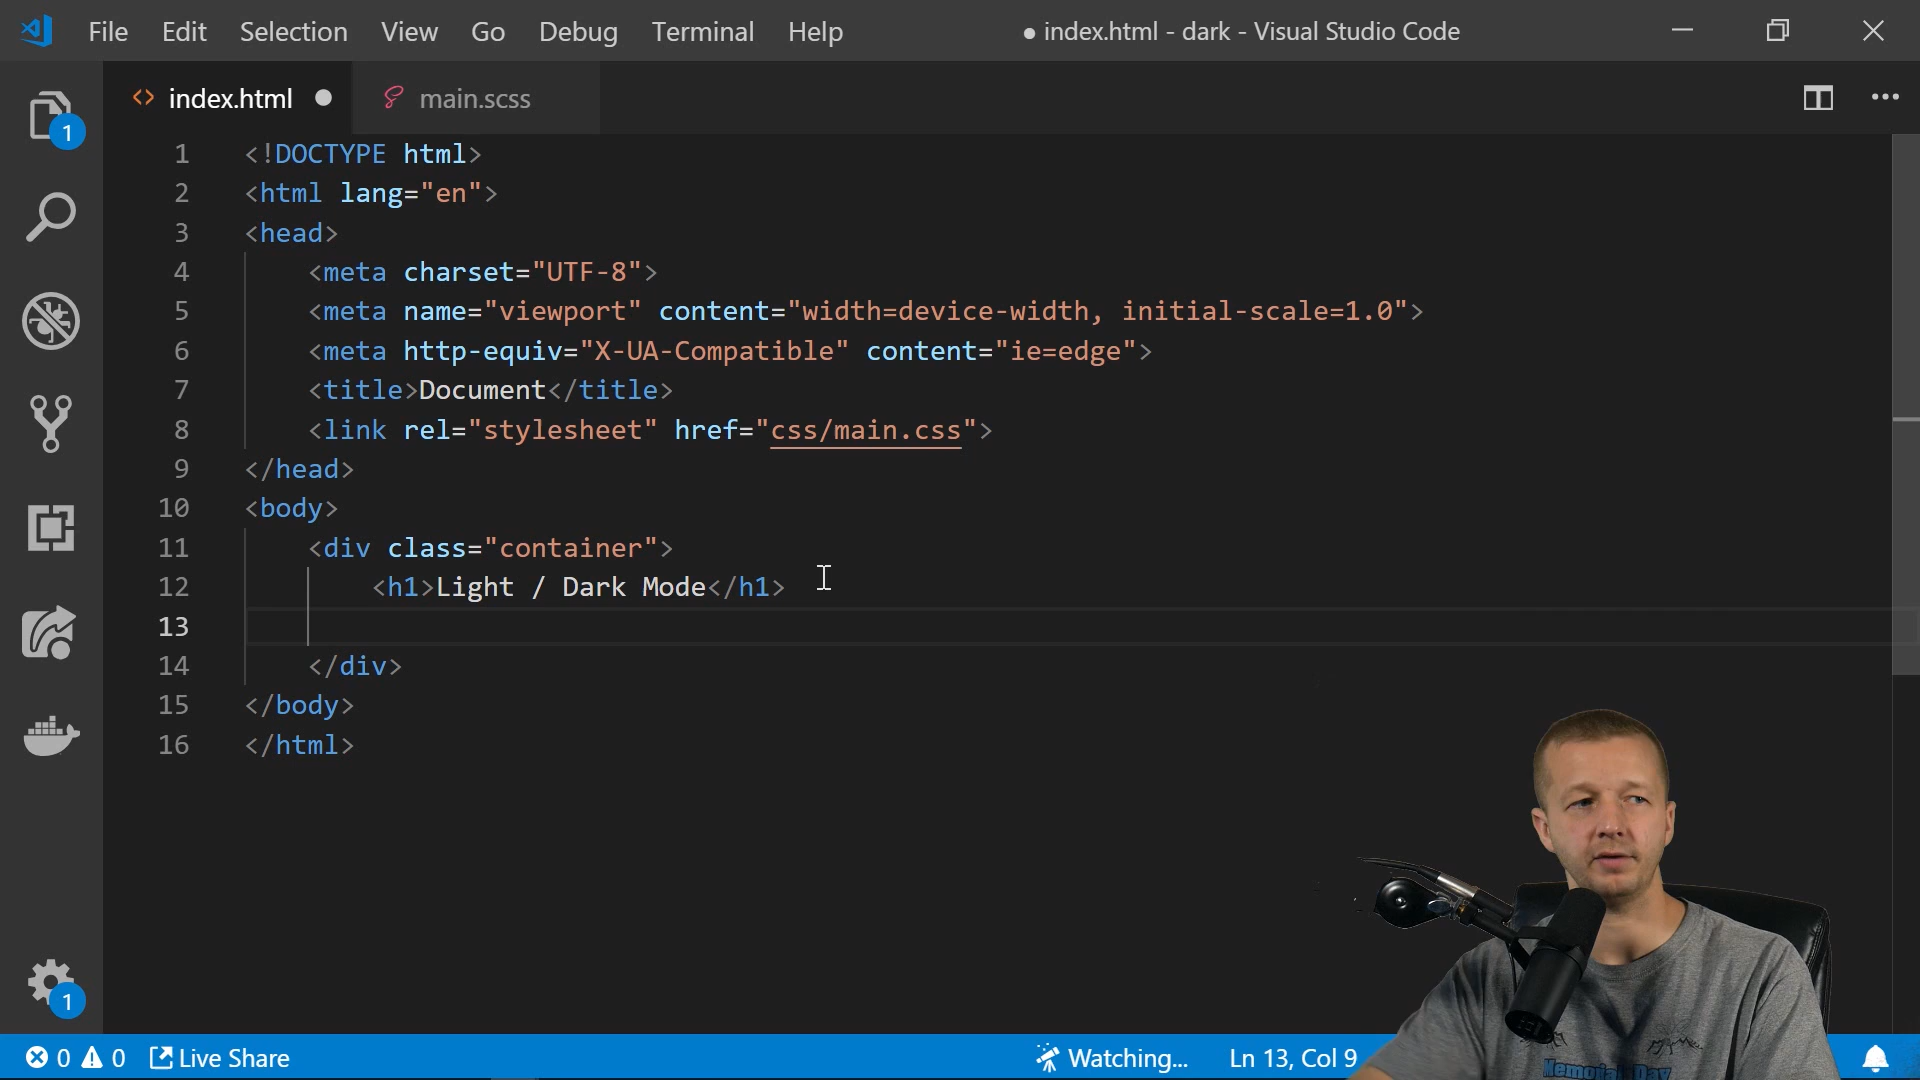 File Edit Selection View Go Debug Terminal Help ● index.html - dark - Visual Studio Code
index.html main.scss
1
1 <!DOCTYPE html>
2 <html lang="en">
3 <head>
4 <meta charset="UTF-8">
5 <meta name="viewport" content="width=device-width, initial-scale=1.0">
6 <meta http-equiv="X-UA-Compatible" content="ie=edge">
7 <title>Document</title>
8 <link rel="stylesheet" href="css/main.css">
9 </head>
10 <body>
11 <div class="container">
12 <h1>Light / Dark Mode</h1>
13
14 </div>
15 </body>
16 </html>
1
0 0 Live Share Watching... Ln 13, Col 9
Memorial Day